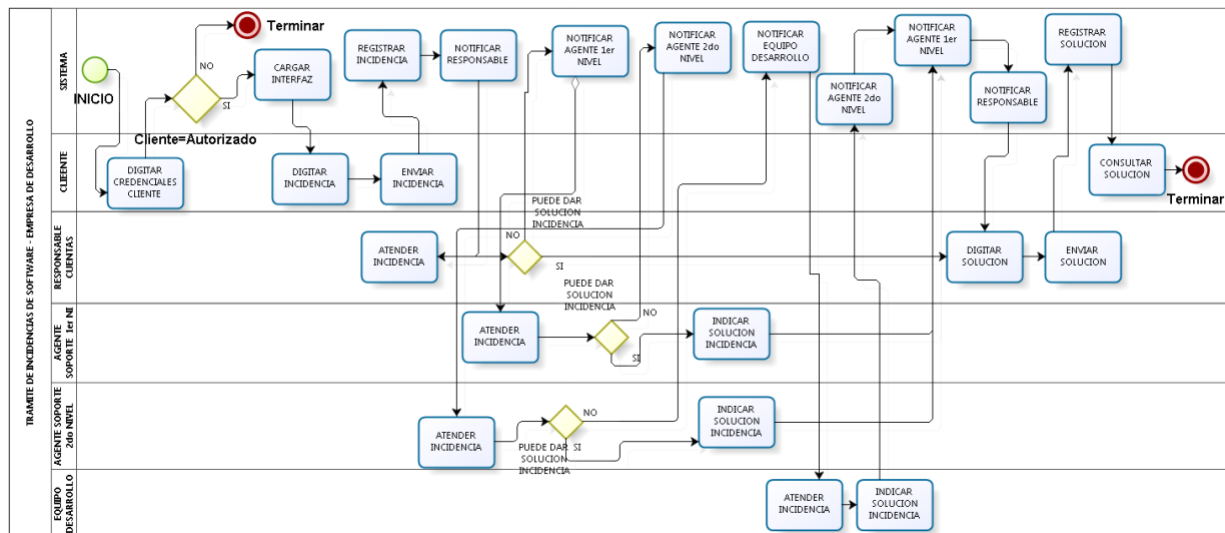 TRAMITE DE INCIDENCIAS DE SOFTWARE - EMPRESA DE DESARROLLO
SISTEMA
INICIO
NO
Terminar
SI
Cliente=Autorizado
CARGAR
INTERFAZ
REGISTRAR
INCIDENCIA
NOTIFICAR
RESPONSABLE
NOTIFICAR
AGENTE 1er
NIVEL
NOTIFICAR
AGENTE 2do
NIVEL
NOTIFICAR
EQUIPO
DESARROLLO
NOTIFICAR
AGENTE 2do
NIVEL
NOTIFICAR
AGENTE 1er
NIVEL
NOTIFICAR
RESPONSABLE
REGISTRAR
SOLUCION
CLIEENTE
DIGITAR
CREDENCIALES
CLIENTE
DIGITAR
INCIDENCIA
ENVIAR
INCIDENCIA
CONSULTAR
SOLUCION
Terminar
RESPONSABLE
CUENTAS
ATENDER
INCIDENCIA
PUEDE DAR
SOLUCION
INCIDENCIA
NO
SI
DIGITAR
SOLUCION
ENVIAR
SOLUCION
AGENTE
SOPORTE 1er NI
ATENDER
INCIDENCIA
PUEDE DAR
SOLUCION
INCIDENCIA
NO
SI
INDICAR
SOLUCION
INCIDENCIA
AGENTE SOPORTE
2do NIVEL
ATENDER
INCIDENCIA
NO
PUEDE DAR
SOLUCION
INCIDENCIA
SI
INDICAR
SOLUCION
INCIDENCIA
EQUIPO
DESARROLLO
ATENDER
INCIDENCIA
INDICAR
SOLUCION
INCIDENCIA